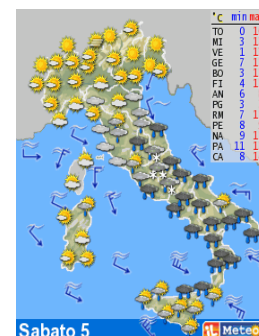 °C min ma
TO 0 1
MI 3 1
VE 1 1
GE 7 1
BO 3 1
FI 4 1
AN 6
PG 3
RM 7 1
PE 8
NA 9 1
PA 11 1
CA 8 1
Sabato 5
il Meteo